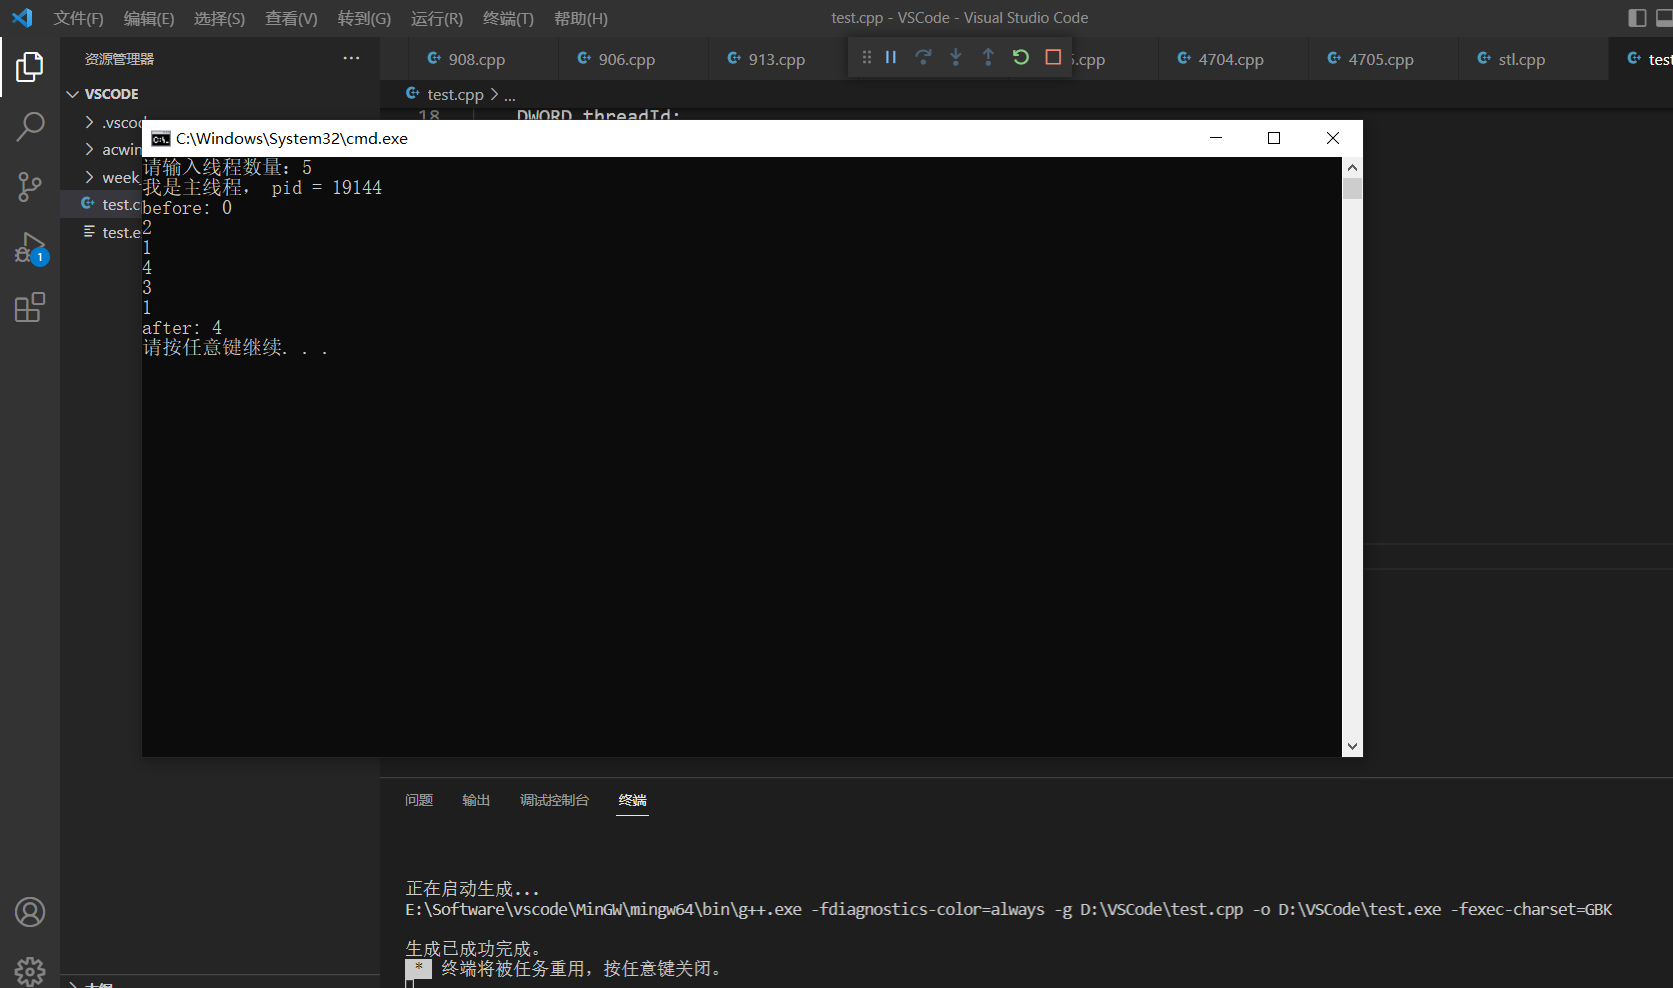 文件(F) 编辑(E) 选择(S) 查看(V) 转到(G) 运行(R) 终端(T) 帮助(H) test.cpp - VSCode - Visual Studio Code
资源管理器 ...
908.cpp 906.cpp 913.cpp .cpp 4704.cpp 4705.cpp stl.cpp test
VSCODE
test.cpp > ...
18 DWORD threadId;
.vscod
acwin
week_
test.c
test.e
1
C:\Windows\System32\cmd.exe
请输入线程数量：5
我是主线程， pid = 19144
before: 0
2
1
4
3
1
after: 4
请按任意键继续. . .
问题 输出 调试控制台 终端
正在启动生成...
E:\Software\vscode\MinGW\mingw64\bin\g++.exe -fdiagnostics-color=always -g D:\VSCode\test.cpp -o D:\VSCode\test.exe -fexec-charset=GBK
生成已成功完成。
* 终端将被任务重用，按任意键关闭。
大纲